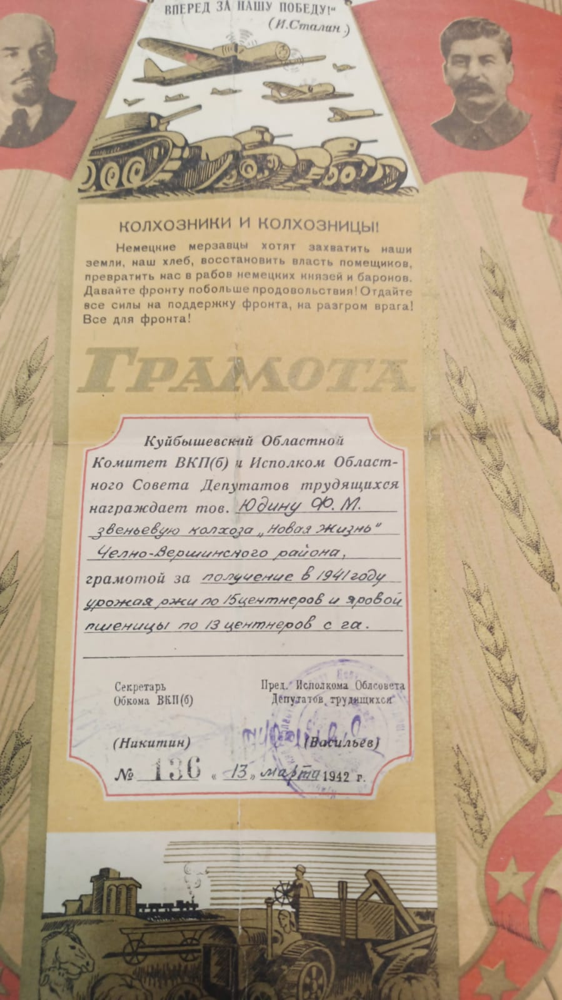 ВПЕРЕД ЗА НАШУ ПОБЕДУ!"
(И.Сталин.)
КОЛХОЗНИКИ И КОЛХОЗНИЦЫ!
Немецкие мерзавцы хотят захватить наши
земли, наш хлеб, восстановить власть помещиков,
превратить нас в рабов немецких князей и баронов.
Давайте фронту побольше продовольствия! Отдайте
все силы на поддержку фронта, на разгром врага!
Все для фронта!
ГРАМОТА
Куйбышевский Областной
Комитет ВКП(б) и Исполком Област-
ного Совета Депутатов трудящихся
награждает тов. Юдину Ф. М.
звеньевую колхоза „Новая жизнь"
Челно-Вершинского района,
грамотой за получение в 1941 году
урожая ржи по 15 центнеров и яровой
пшеницы по 13 центнеров с га.
Секретарь
Обкома ВКП(б)
Пред. Исполкома Облсовета
Депутатов трудящихся
(Никитин)
(Васильев)
№ 136 „ 13 „ марта 1942 г.